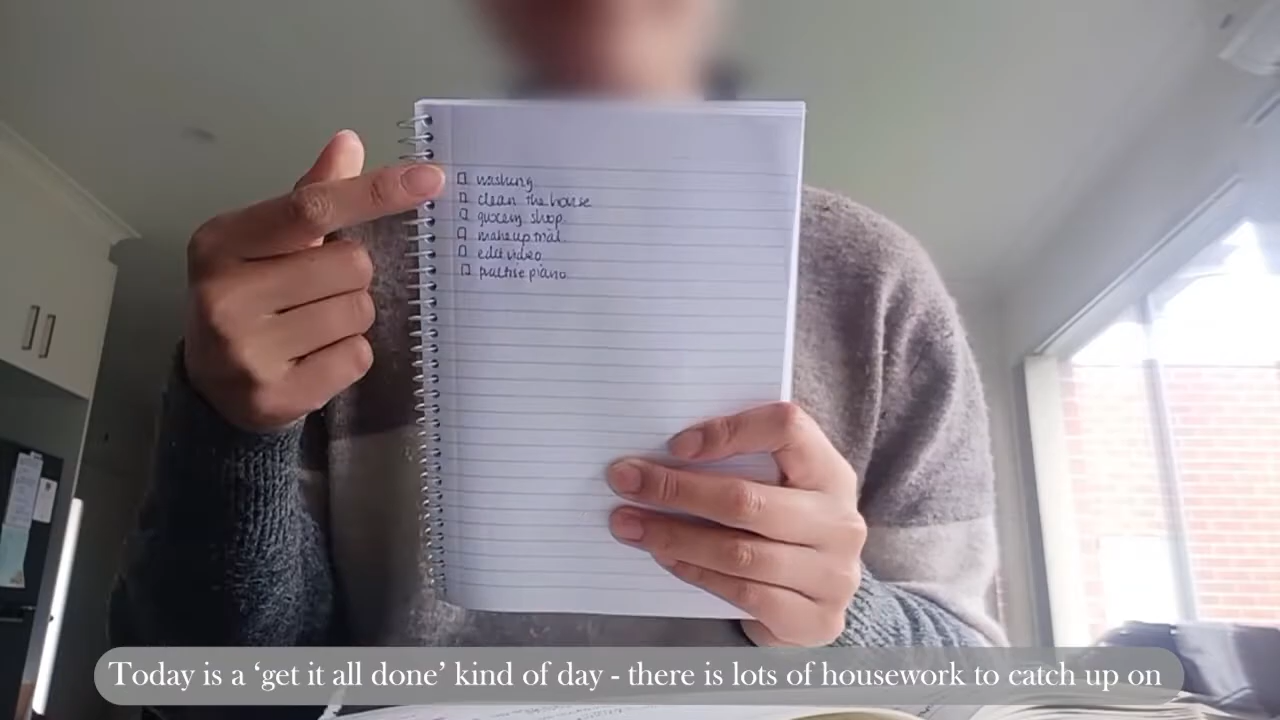 washing
clean the house
grocery shop
makeup trial
edit video
practise piano
Today is a ‘get it all done’ kind of day - there is lots of housework to catch up on